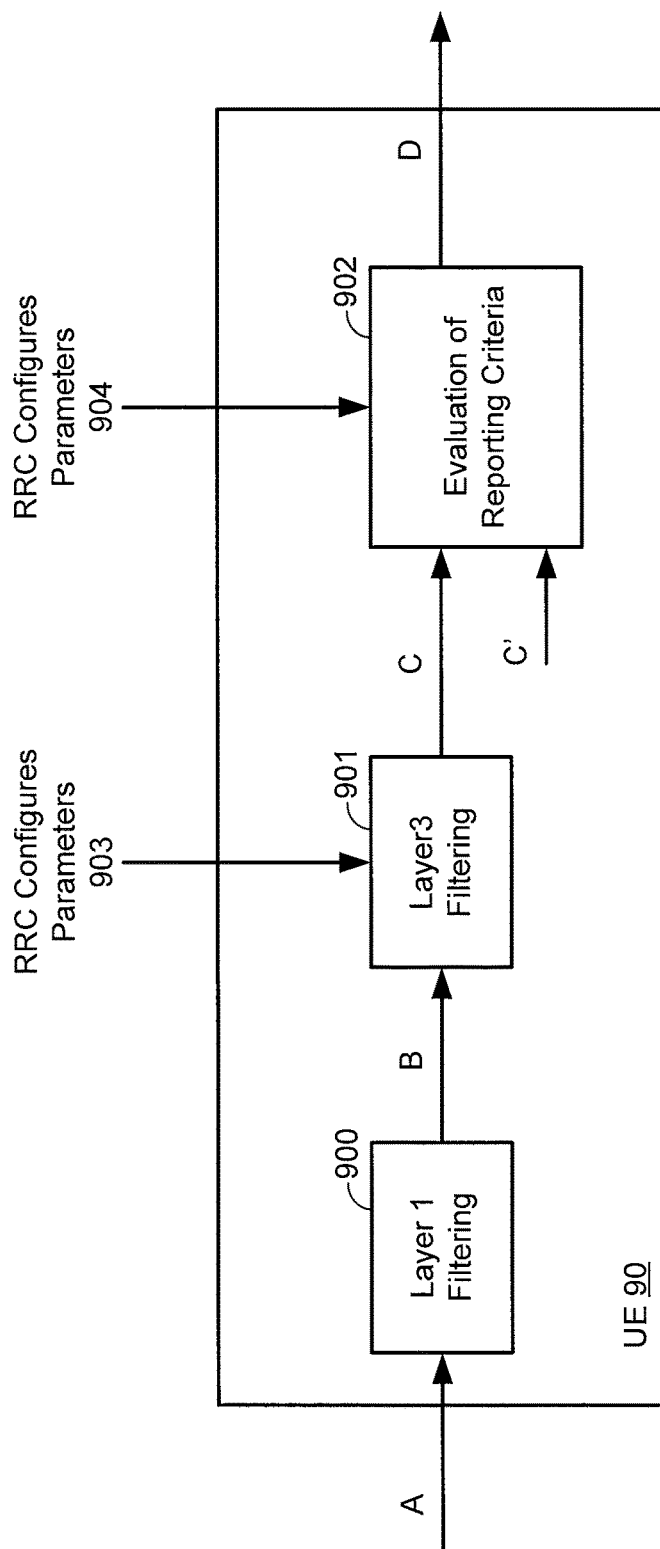 RRC Configures
Parameters
903
RRC Configures
Parameters
904
A
900
Layer 1
Filtering
B
901
Layer3
Filtering
C
C'
902
Evaluation of
Reporting Criteria
D
UE 90